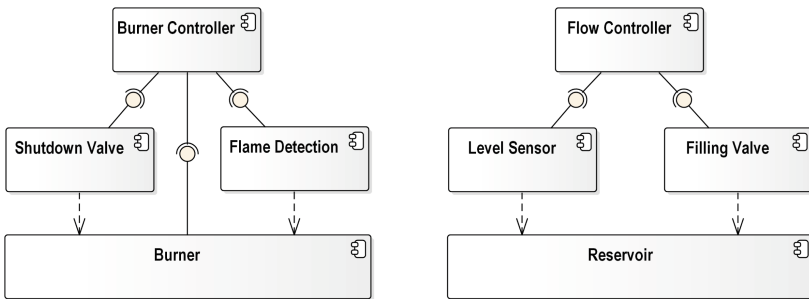 Burner Controller
Shutdown Valve
Flame Detection
Burner
Flow Controller
Level Sensor
Filling Valve
Reservoir